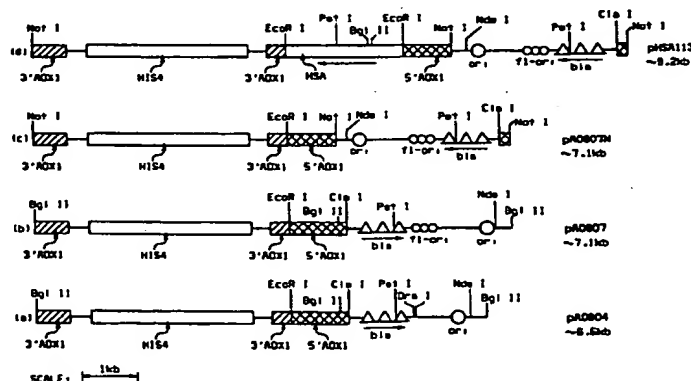 Not I EcoR I Pst I Bgl II EcoR I Not I Nde I Pst I Cla I Not I
(d) pHSA113
3'AOX1 HIS4 3'AOX1 HSA 5'AOX1 ori f1-ori bla ~9.2kb
Not I EcoR I Not I Nde I Pst I Cla I Not I
(c) pAO807N
3'AOX1 HIS4 3'AOX1 5'AOX1 ori f1-ori bla ~7.1kb
Bgl II EcoR I Bgl II Cla I Pst I Nde I Bgl II
(b) pAO807
3'AOX1 HIS4 3'AOX1 5'AOX1 bla f1-ori ori ~7.1kb
Bgl II EcoR I Bgl II Cla I Pst I Dra I Nde I Bgl II
(a) pAO804
3'AOX1 HIS4 3'AOX1 5'AOX1 bla ori ~6.6kb
SCALE: 1kb